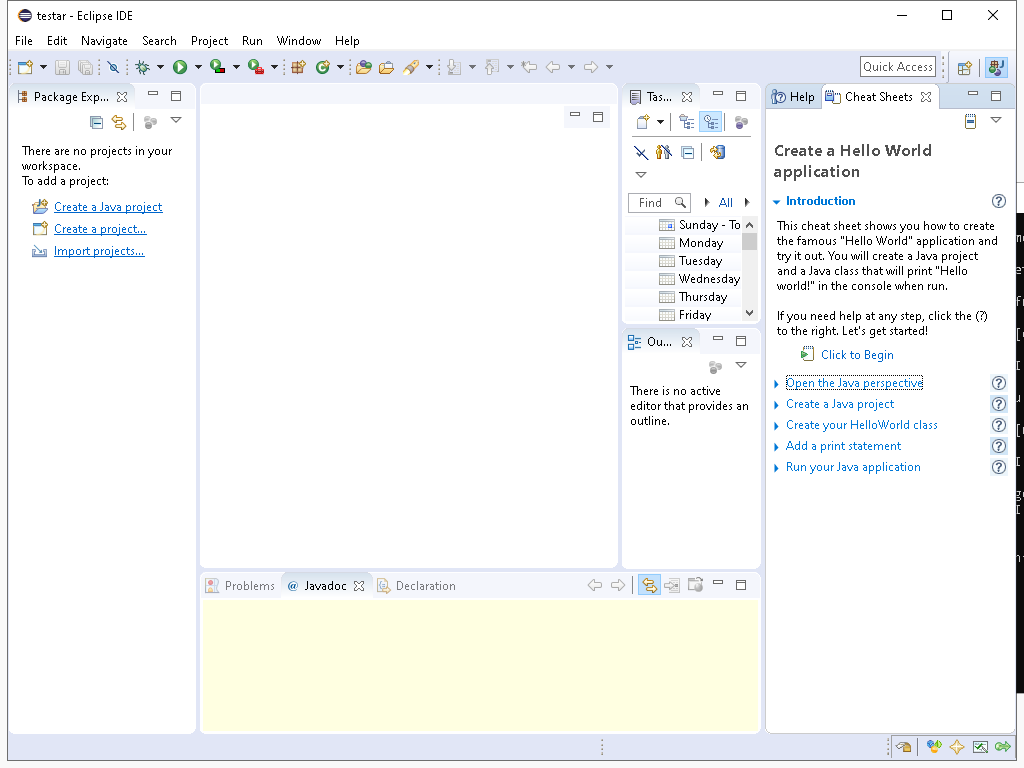 testar - Eclipse IDE
File Edit Navigate Search Project Run Window Help
Quick Access
Package Exp...
There are no projects in your
workspace.
To add a project:
Create a Java project
Create a project...
Import projects...
Tas...
Find
All
Sunday - To
Monday
Tuesday
Wednesday
Thursday
Friday
Ou...
There is no active
editor that provides an
outline.
Problems
@ Javadoc
Declaration
Help
Cheat Sheets
Create a Hello World
application
Introduction
This cheat sheet shows you how to create
the famous "Hello World" application and
try it out. You will create a Java project
and a Java class that will print "Hello
world!" in the console when run.
If you need help at any step, click the (?)
to the right. Let's get started!
Click to Begin
Open the Java perspective
Create a Java project
Create your HelloWorld class
Add a print statement
Run your Java application